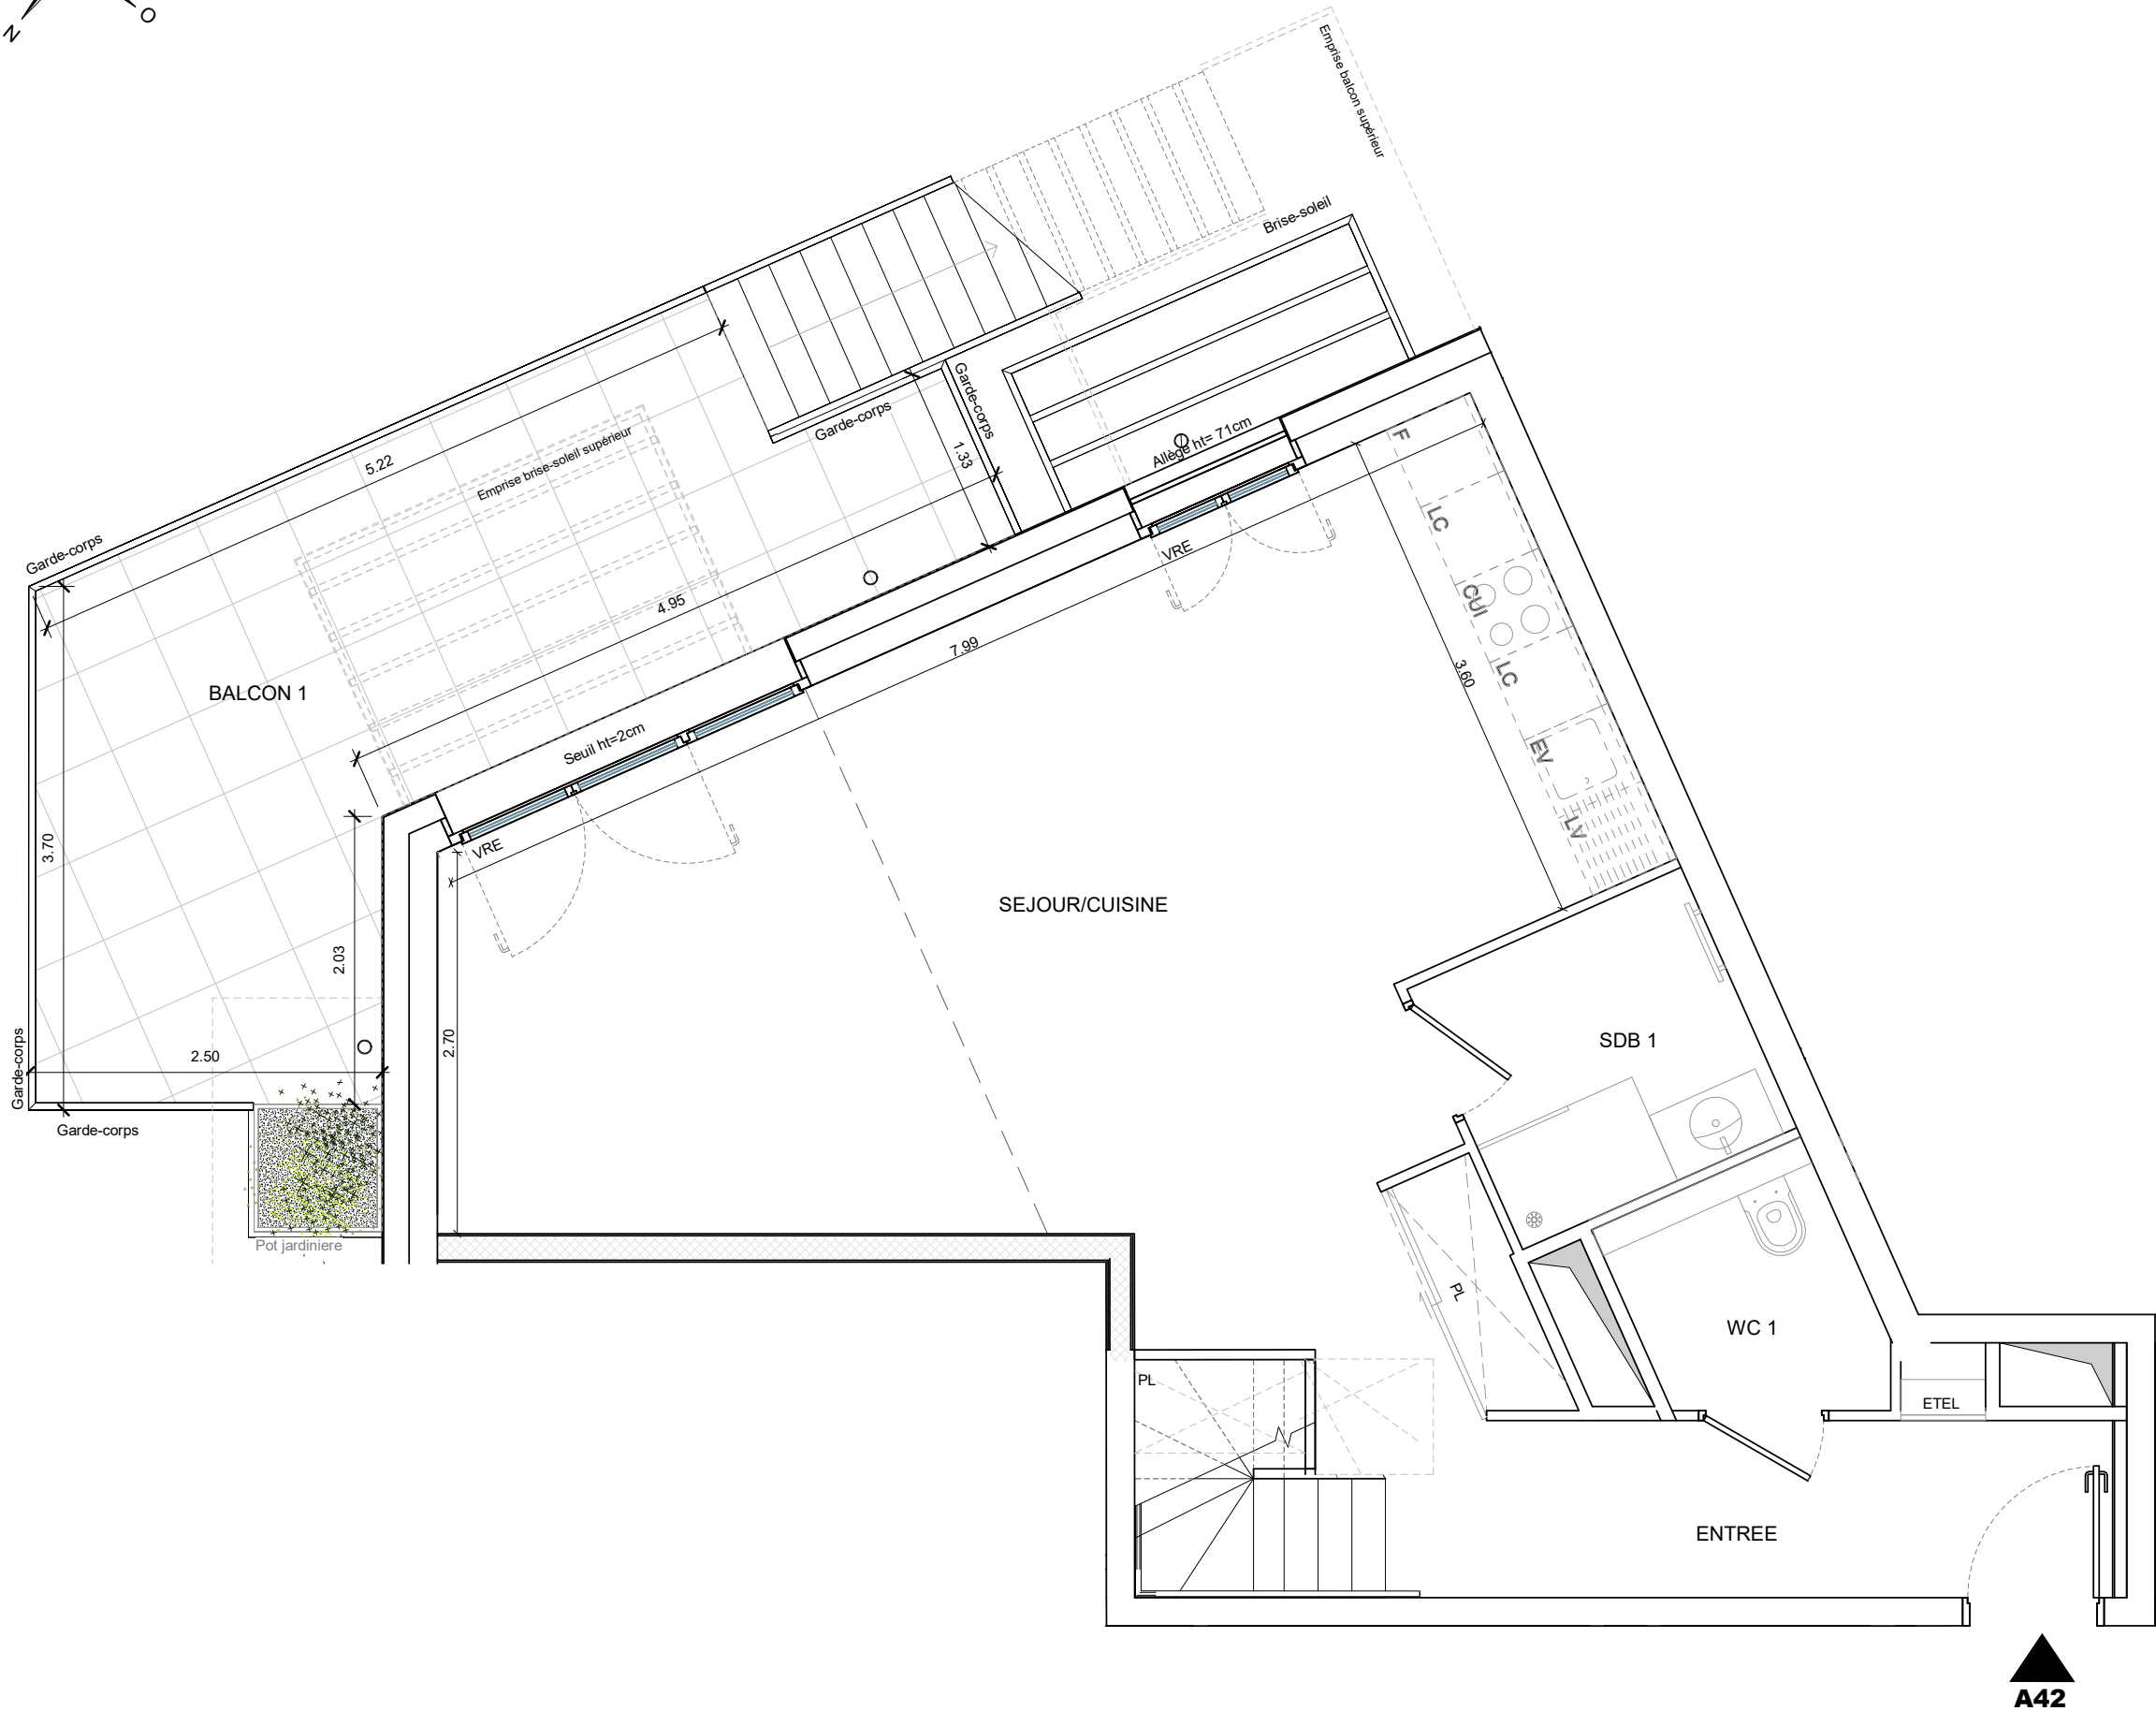 N
O
Emprise balcon supérieur
Brise-soleil
Garde-corps
Garde-corps
1.33
Allège ht= 71cm
F
5.22
Emprise brise-soleil supérieur
LC
VRE
Garde-corps
CUI
4.95
7.99
3.60
LC
BALCON 1
Seuil ht=2cm
EV
LV
3.70
VRE
SEJOUR/CUISINE
2.03
2.70
SDB 1
2.50
Garde-corps
Garde-corps
Pot jardiniere
PL
WC 1
PL
ETEL
ENTREE
A42